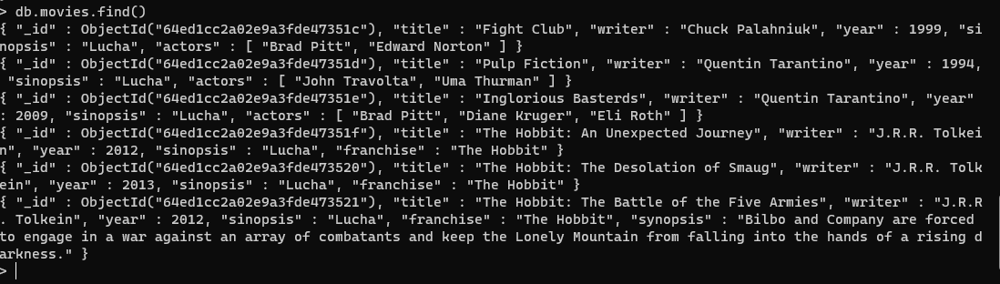 > db.movies.find()
{ "_id" : ObjectId("64ed1cc2a02e9a3fde47351c"), "title" : "Fight Club", "writer" : "Chuck Palahniuk", "year" : 1999, "si
nopsis" : "Lucha", "actors" : [ "Brad Pitt", "Edward Norton" ] }
{ "_id" : ObjectId("64ed1cc2a02e9a3fde47351d"), "title" : "Pulp Fiction", "writer" : "Quentin Tarantino", "year" : 1994,
 "sinopsis" : "Lucha", "actors" : [ "John Travolta", "Uma Thurman" ] }
{ "_id" : ObjectId("64ed1cc2a02e9a3fde47351e"), "title" : "Inglorious Basterds", "writer" : "Quentin Tarantino", "year"
: 2009, "sinopsis" : "Lucha", "actors" : [ "Brad Pitt", "Diane Kruger", "Eli Roth" ] }
{ "_id" : ObjectId("64ed1cc2a02e9a3fde47351f"), "title" : "The Hobbit: An Unexpected Journey", "writer" : "J.R.R. Tolkei
n", "year" : 2012, "sinopsis" : "Lucha", "franchise" : "The Hobbit" }
{ "_id" : ObjectId("64ed1cc2a02e9a3fde473520"), "title" : "The Hobbit: The Desolation of Smaug", "writer" : "J.R.R. Tolk
ein", "year" : 2013, "sinopsis" : "Lucha", "franchise" : "The Hobbit" }
{ "_id" : ObjectId("64ed1cc2a02e9a3fde473521"), "title" : "The Hobbit: The Battle of the Five Armies", "writer" : "J.R.R
. Tolkein", "year" : 2012, "sinopsis" : "Lucha", "franchise" : "The Hobbit", "synopsis" : "Bilbo and Company are forced
to engage in a war against an array of combatants and keep the Lonely Mountain from falling into the hands of a rising d
arkness." }
>